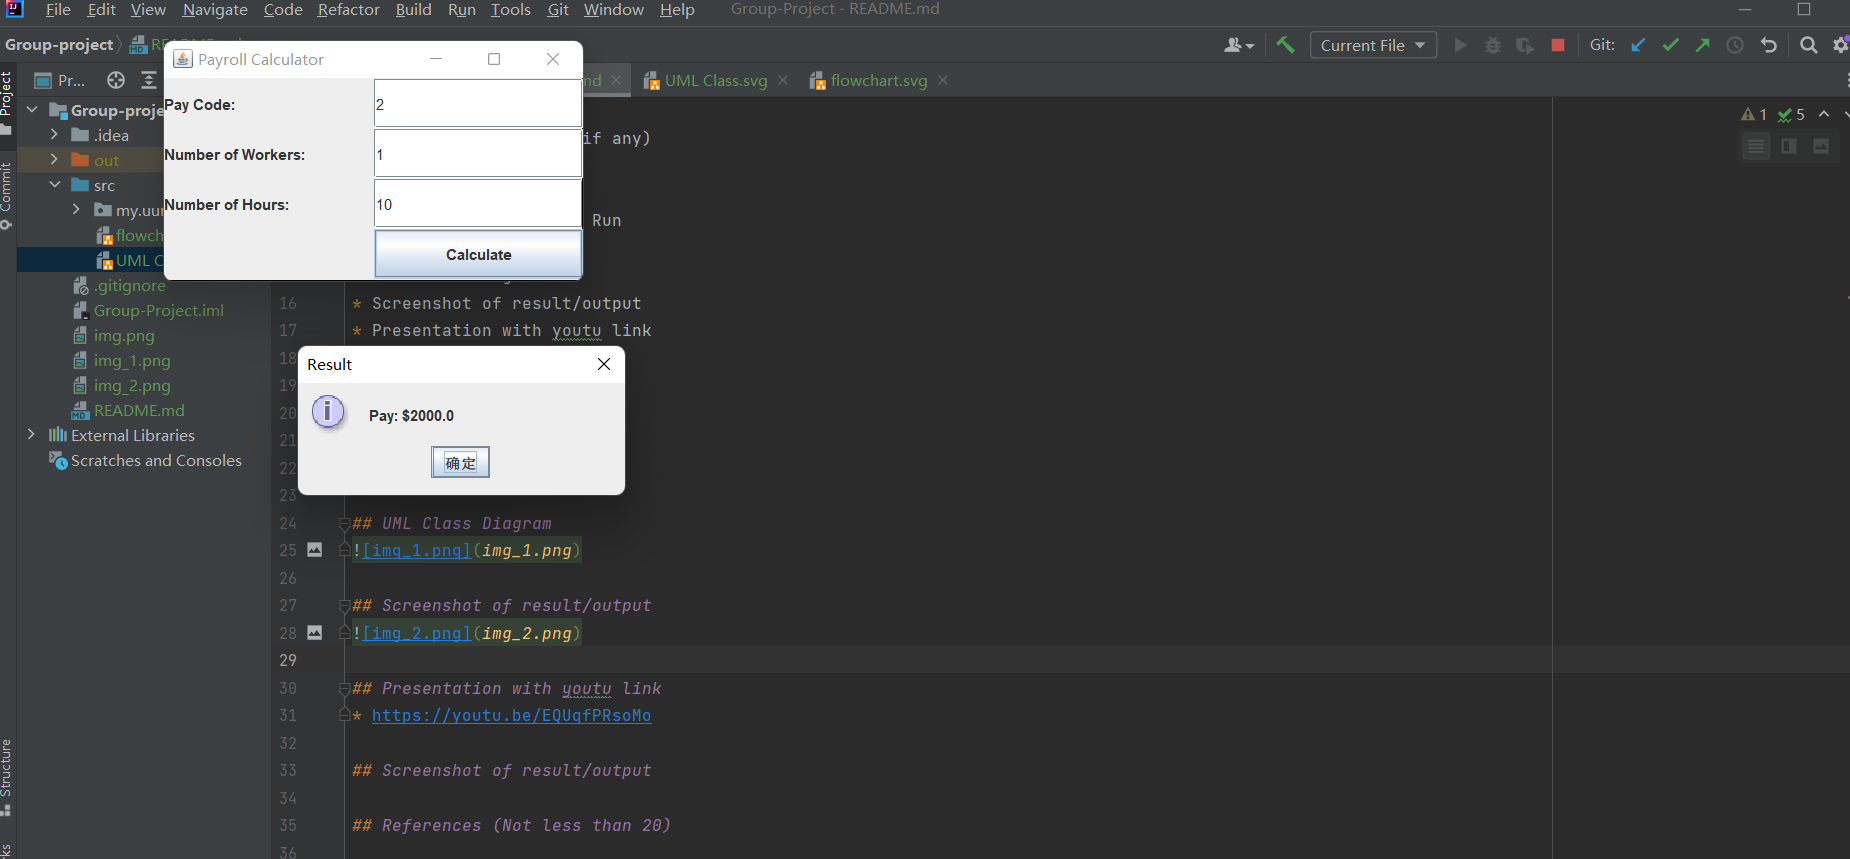 File Edit View Navigate Code Refactor Build Run Tools Git Window Help Group-Project - README.md
Group-project
Current File Git:
Payroll Calculator
Pay Code: 2
Number of Workers: 1
Number of Hours: 10
Calculate
Project
Commit
Structure
Pr...
Group-proje
.idea
out
src
my.uur
flowch
UML C
.gitignore
Group-Project.iml
img.png
img_1.png
img_2.png
README.md
External Libraries
Scratches and Consoles
md UML Class.svg flowchart.svg
1 5
if any)
Run
16 * Screenshot of result/output
17 * Presentation with youtu link
18
19
20
21
22
23
Result
Pay: $2000.0
确定
24 ## UML Class Diagram
25 ![img_1.png](img_1.png)
26
27 ## Screenshot of result/output
28 ![img_2.png](img_2.png)
29
30 ## Presentation with youtu link
31 * https://youtu.be/EQUqfPRsoMo
32
33 ## Screenshot of result/output
34
35 ## References (Not less than 20)
36